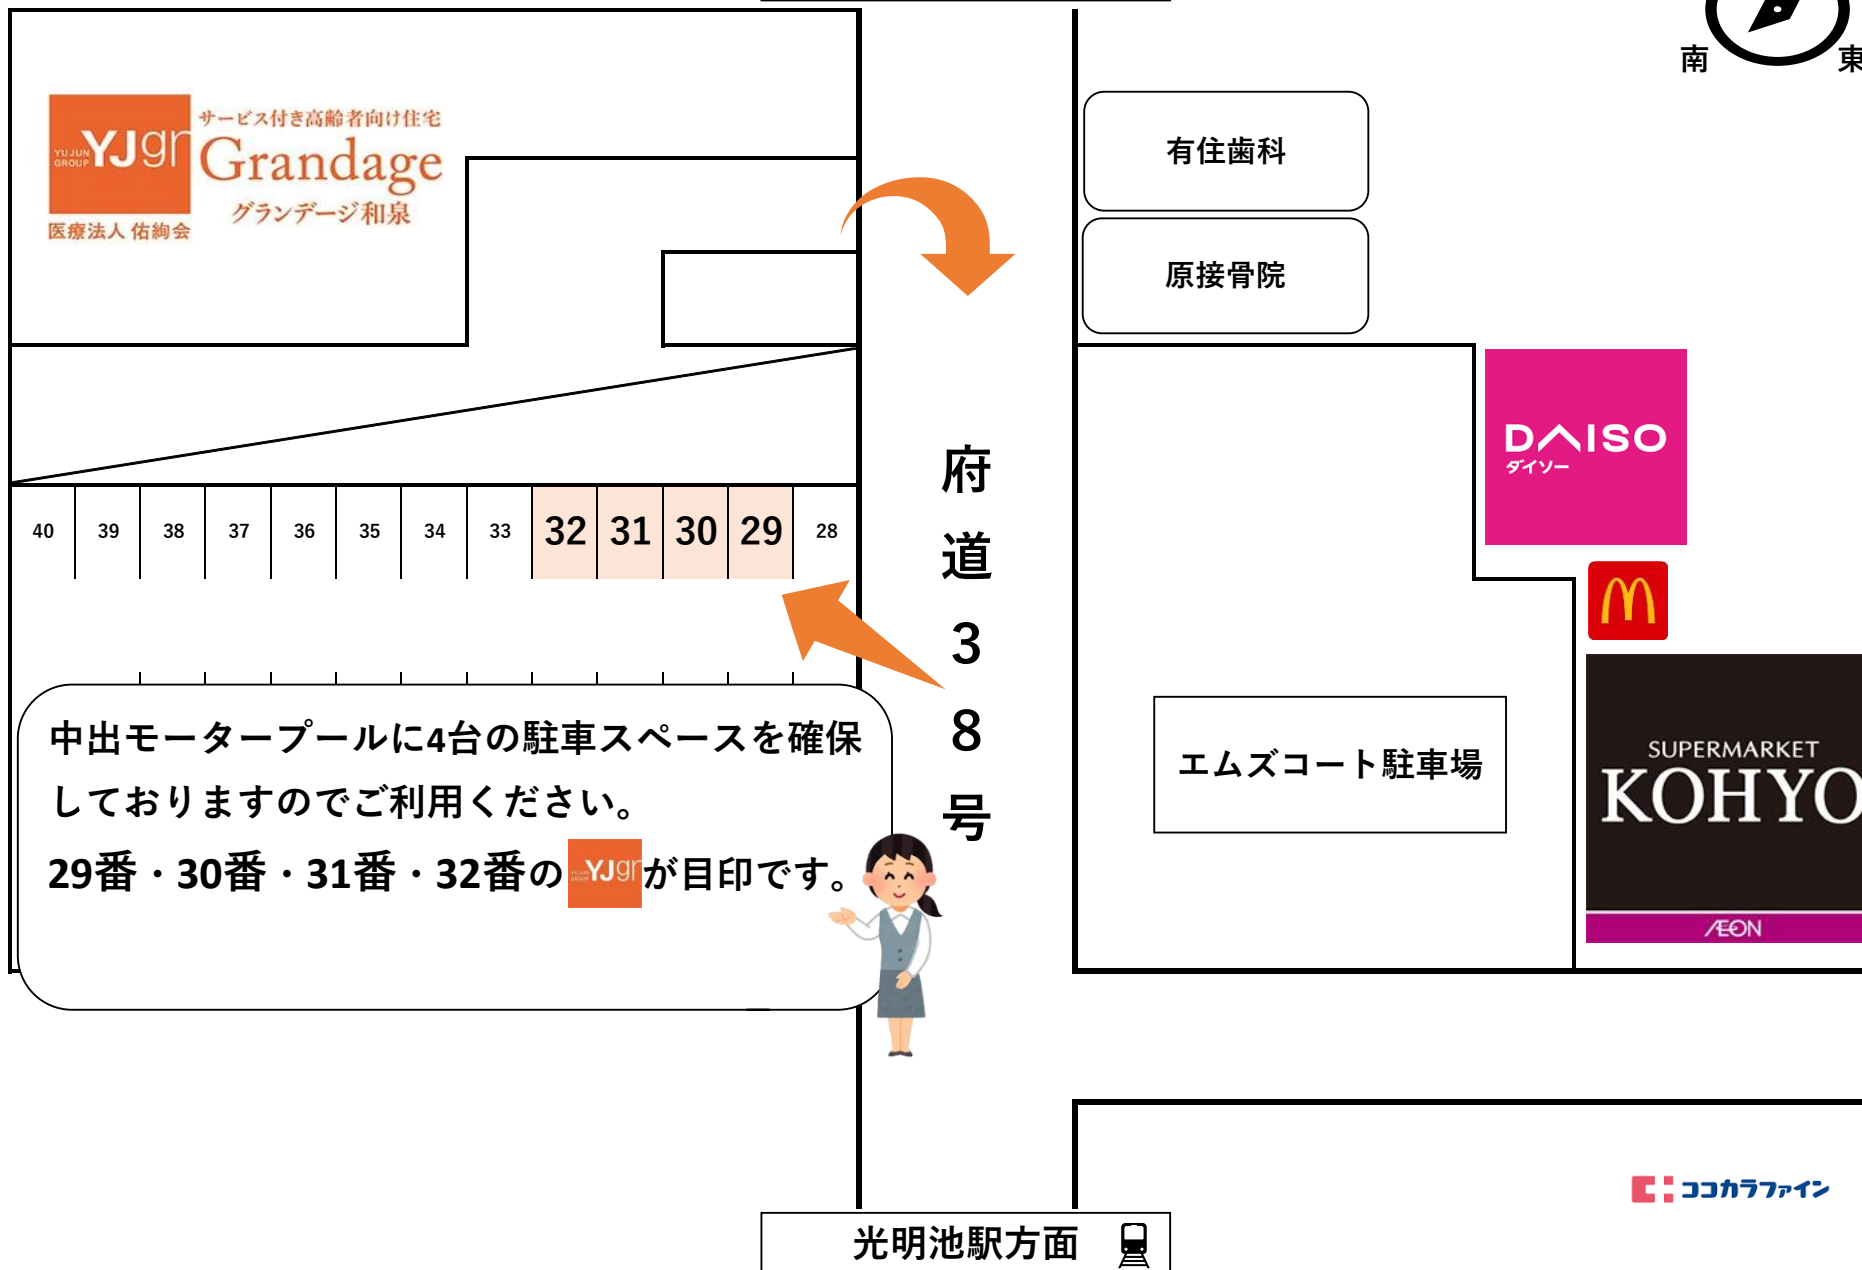 南
東
YUJUN GROUP YJgr
医療法人 佑絢会
サービス付き高齢者向け住宅
Grandage
グランデージ和泉
有住歯科
原接骨院
DAISO
ダイソー
40 39 38 37 36 35 34 33 32 31 30 29 28
府道38号
中出モータープールに4台の駐車スペースを確保
しておりますのでご利用ください。
29番・30番・31番・32番のYJgrが目印です。
エムズコート駐車場
SUPERMARKET
KOHYO
ÆON
ココカラファイン
光明池駅方面